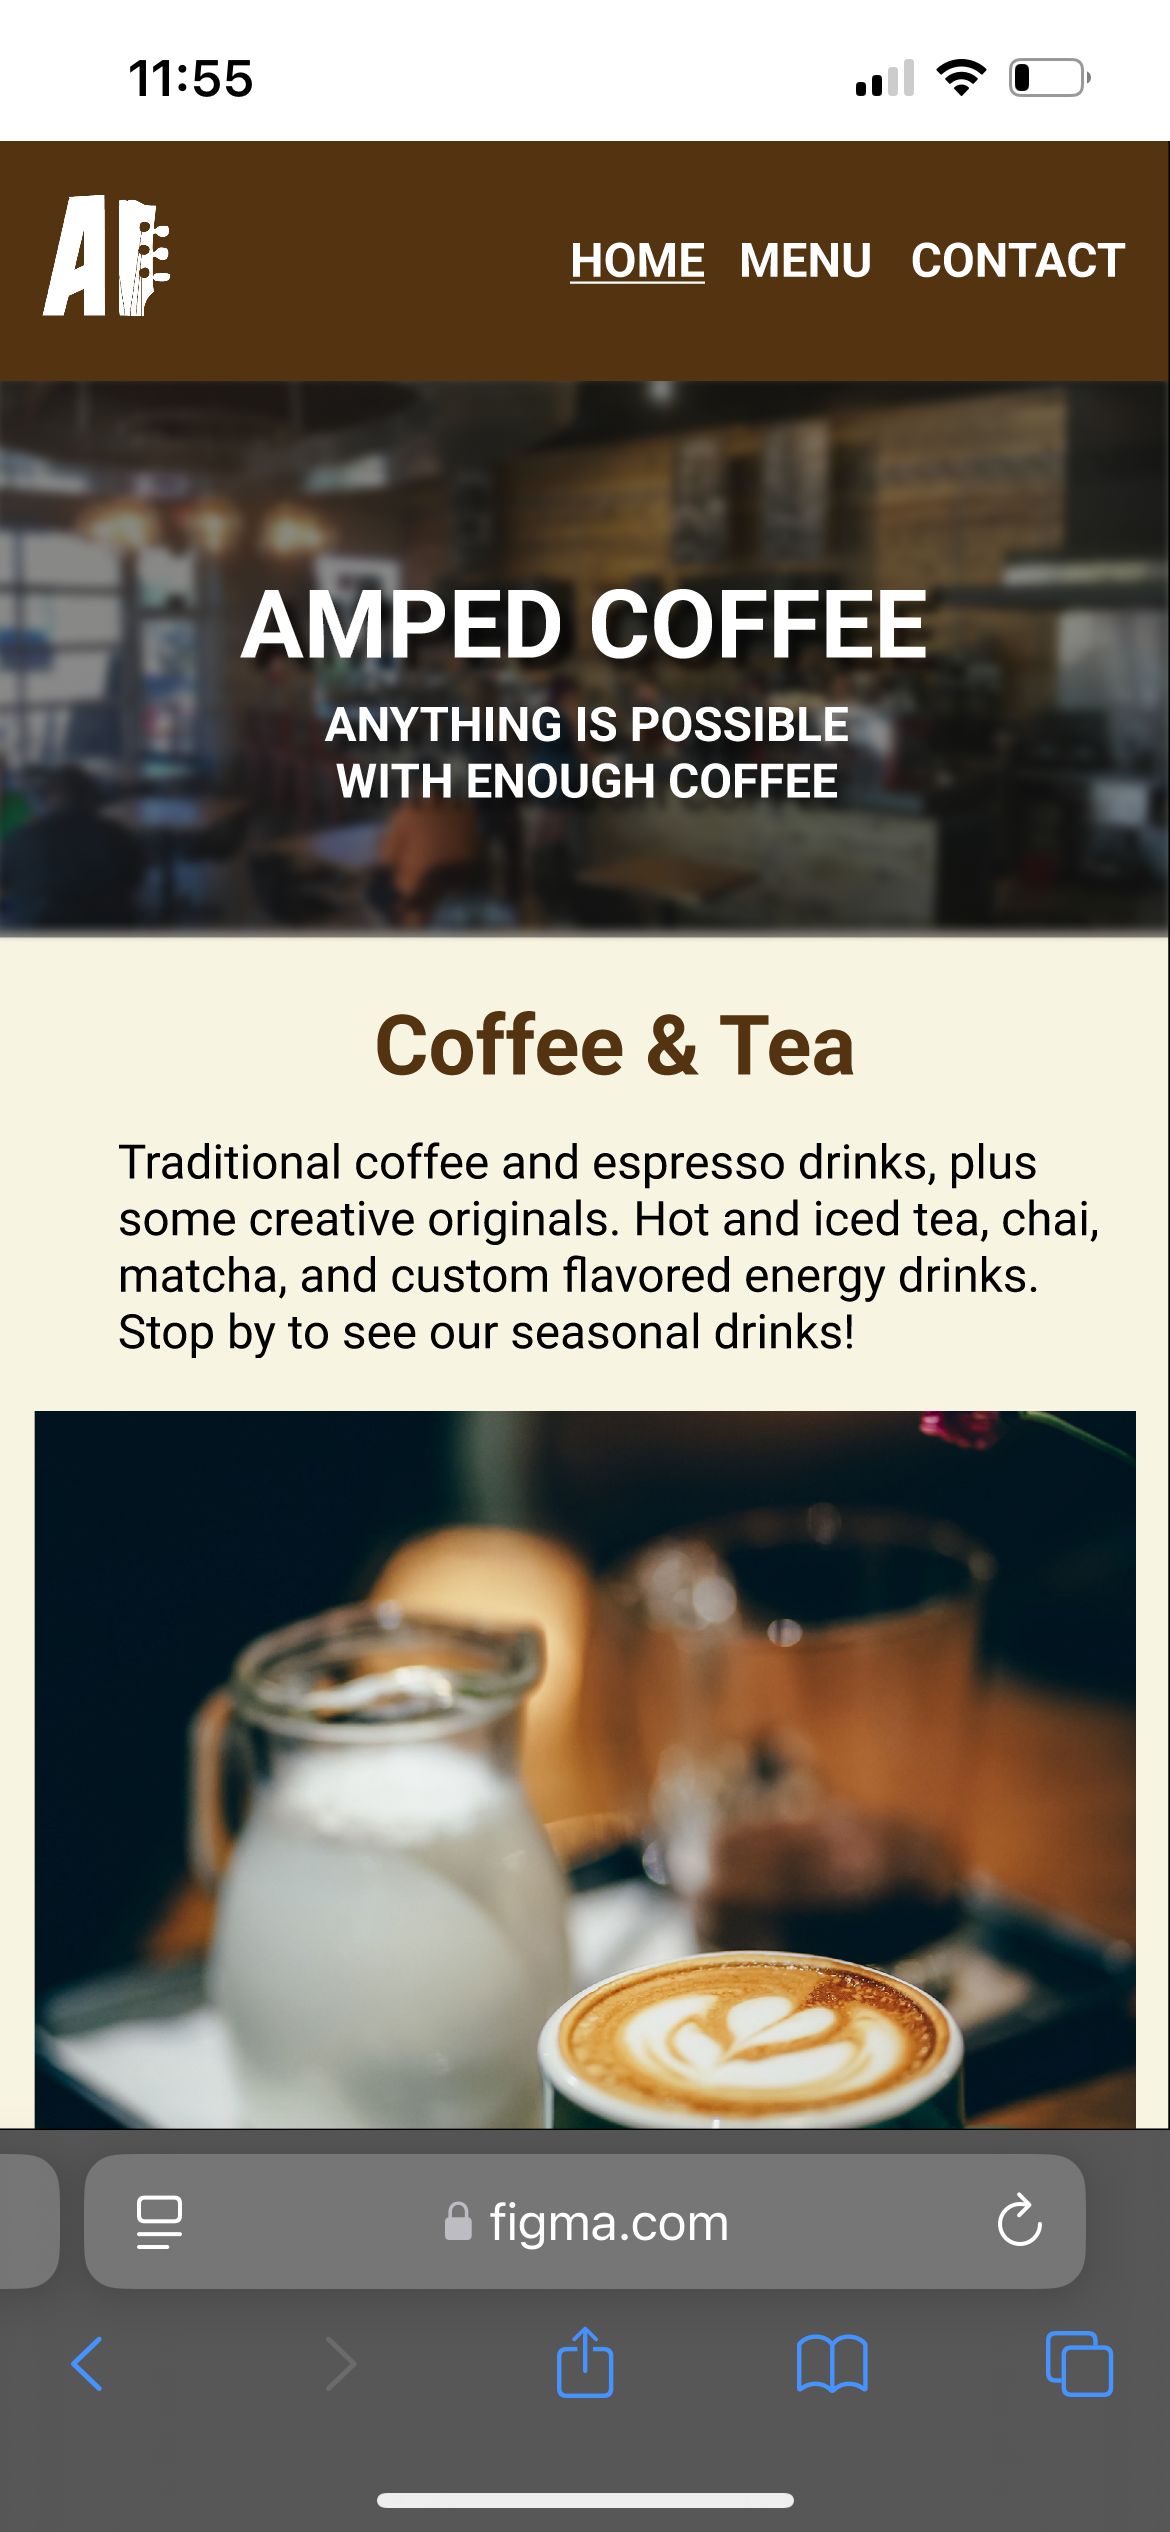 11:55
HOME MENU CONTACT
AMPED COFFEE
ANYTHING IS POSSIBLE
WITH ENOUGH COFFEE
Coffee & Tea
Traditional coffee and espresso drinks, plus
some creative originals. Hot and iced tea, chai,
matcha, and custom flavored energy drinks.
Stop by to see our seasonal drinks!
figma.com